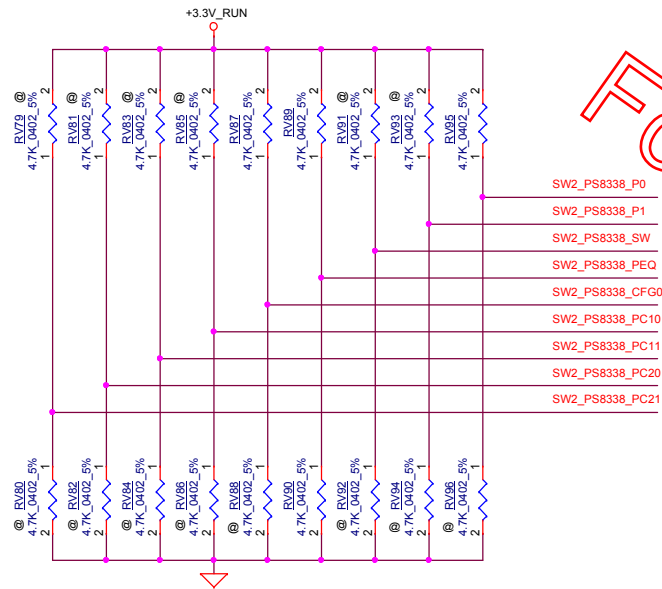 +3.3V_RUN
RV79 @
4.7K_0402_5%
2
1
RV81 @
4.7K_0402_5%
2
1
RV83 @
4.7K_0402_5%
2
1
RV85 @
4.7K_0402_5%
2
1
RV87
4.7K_0402_5%
2
1
RV89
4.7K_0402_5%
2
1
RV91 @
4.7K_0402_5%
2
1
RV93 @
4.7K_0402_5%
2
1
RV95
4.7K_0402_5%
2
1
SW2_PS8338_P0
SW2_PS8338_P1
SW2_PS8338_SW
SW2_PS8338_PEQ
SW2_PS8338_CFG0
SW2_PS8338_PC10
SW2_PS8338_PC11
SW2_PS8338_PC20
SW2_PS8338_PC21
@ RV80
4.7K_0402_5%
1
2
@ RV82
4.7K_0402_5%
1
2
RV84
4.7K_0402_5%
1
2
RV86
4.7K_0402_5%
1
2
@ RV88
4.7K_0402_5%
1
2
RV90
4.7K_0402_5%
1
2
@ RV92
4.7K_0402_5%
1
2
@ RV94
4.7K_0402_5%
1
2
@ RV96
4.7K_0402_5%
1
2